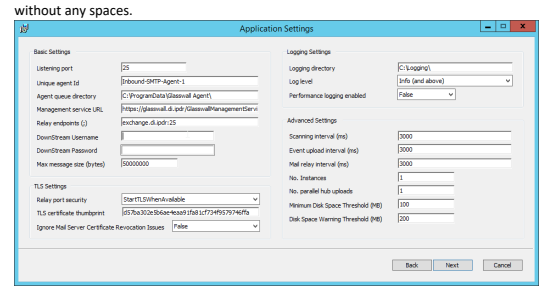 without any spaces.
Application Settings
Basic Settings
Listening port 25
Unique agent Id Inbound-SMTP-Agent-1
Agent queue directory C:\ProgramData\Glasswall Agent\
Management service URL https://glasswall.di.ipdr/GlasswallManagementServi
Relay endpoints (;) exchange.di.ipdr:25
DownStream Username
DownStream Password
Max message size (bytes) 50000000
TLS Settings
Relay port security StartTLSWhenAvailable
TLS certificate thumbprint d57ba302e5b6ae4eaa91fa81cf734f9579746ffa
Ignore Mail Server Certificate Revocation Issues False
Logging Settings
Logging directory C:\Logging\
Log level Info (and above)
Performance logging enabled False
Advanced Settings
Scanning interval (ms) 3000
Event upload interval (ms) 3000
Mail relay interval (ms) 3000
No. Instances 1
No. parallel hub uploads 1
Minimum Disk Space Threshold (MB) 100
Disk Space Warning Threshold (MB) 200
Back Next Cancel